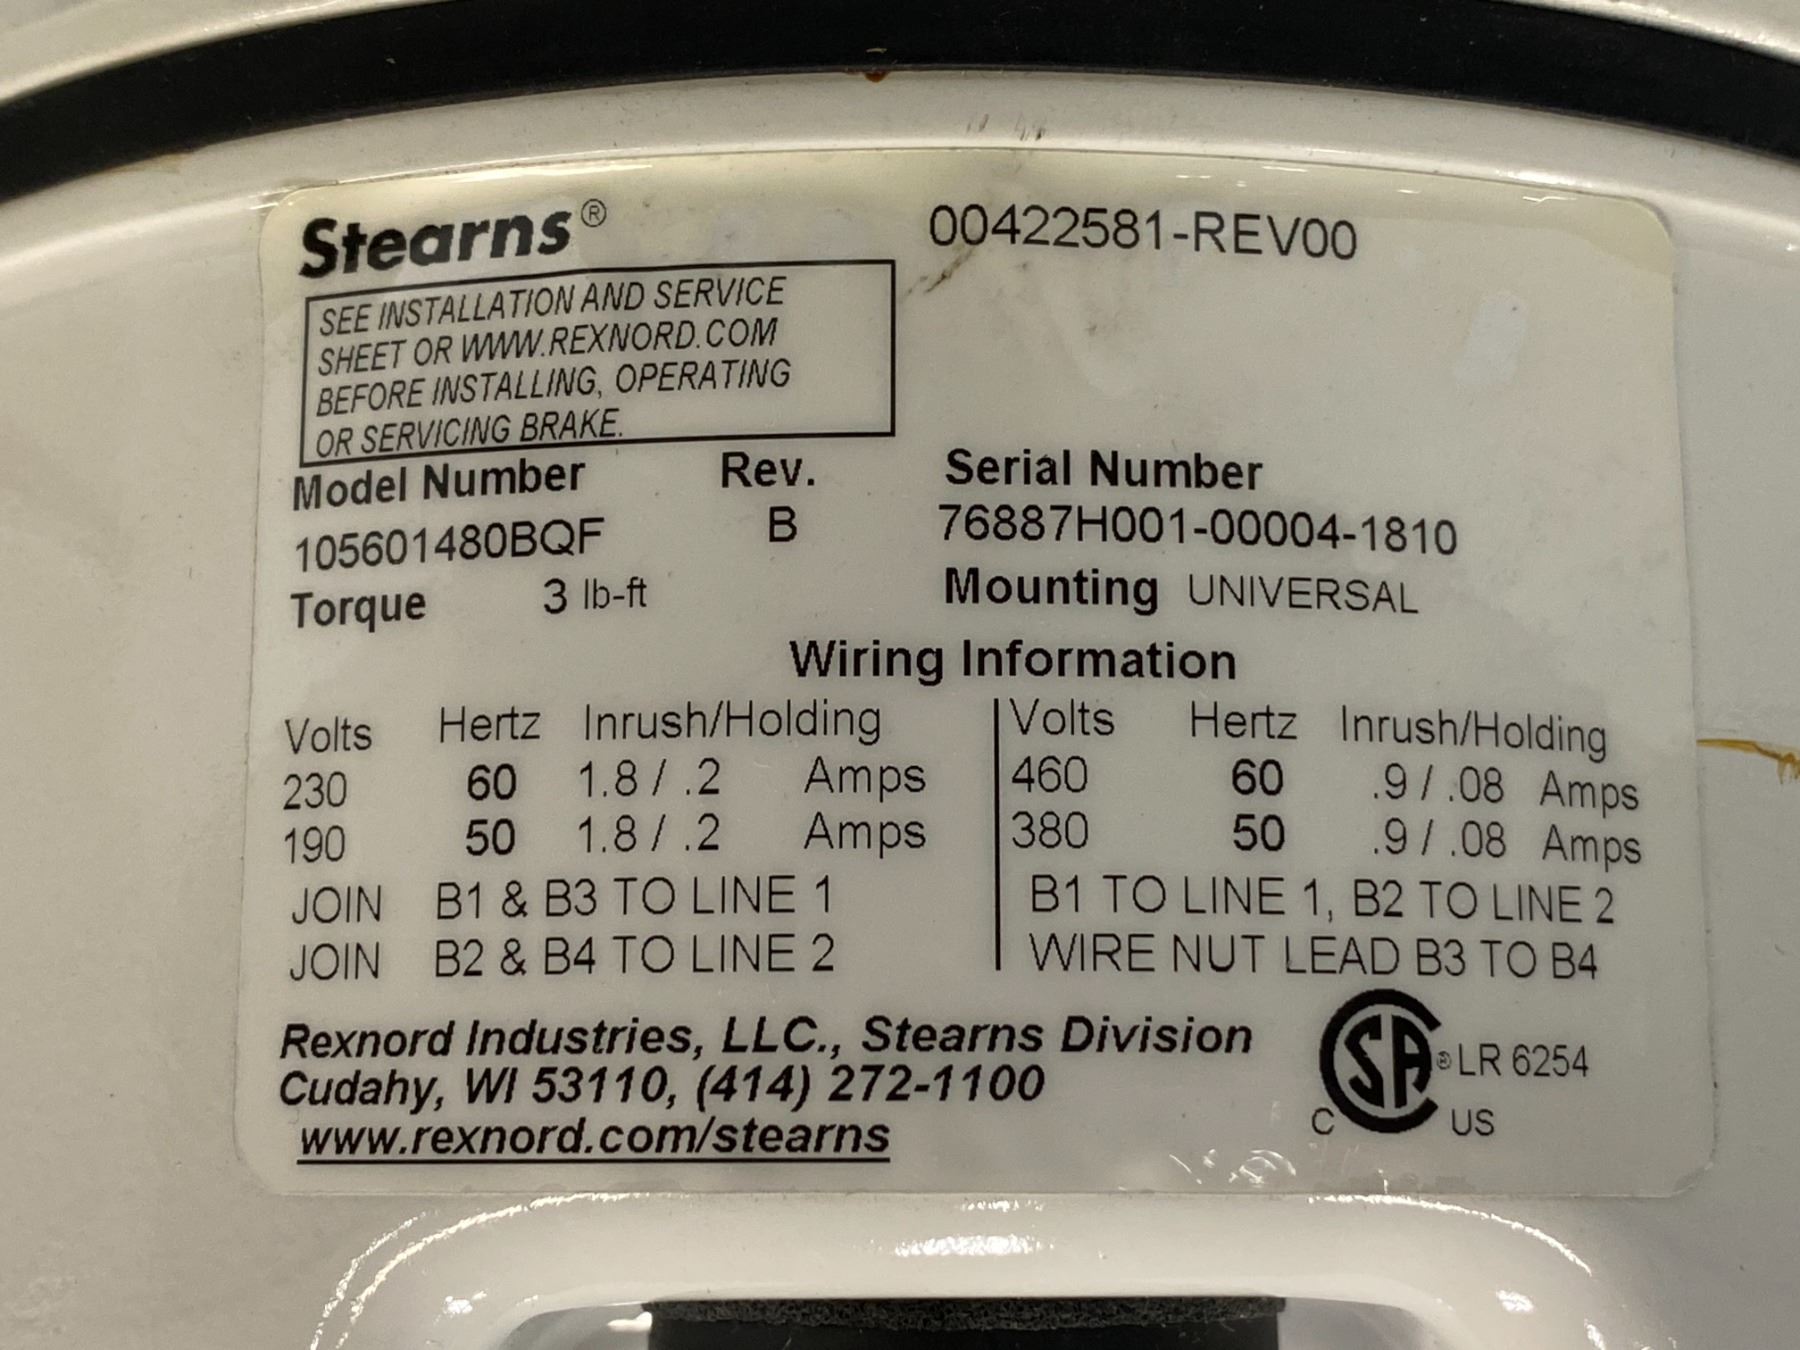 Stearns®
00422581-REV00
SEE INSTALLATION AND SERVICE
SHEET OR WWW.REXNORD.COM
BEFORE INSTALLING, OPERATING
OR SERVICING BRAKE.
Model Number Rev. Serial Number
105601480BQF B 76887H001-00004-1810
Torque 3 lb-ft Mounting UNIVERSAL
Wiring Information
Volts Hertz Inrush/Holding Volts Hertz Inrush/Holding
230 60 1.8 / .2 Amps 460 60 .9 / .08 Amps
190 50 1.8 / .2 Amps 380 50 .9 / .08 Amps
JOIN B1 & B3 TO LINE 1 B1 TO LINE 1, B2 TO LINE 2
JOIN B2 & B4 TO LINE 2 WIRE NUT LEAD B3 TO B4
Rexnord Industries, LLC., Stearns Division
Cudahy, WI 53110, (414) 272-1100
www.rexnord.com/stearns
C SA ® LR 6254
C US